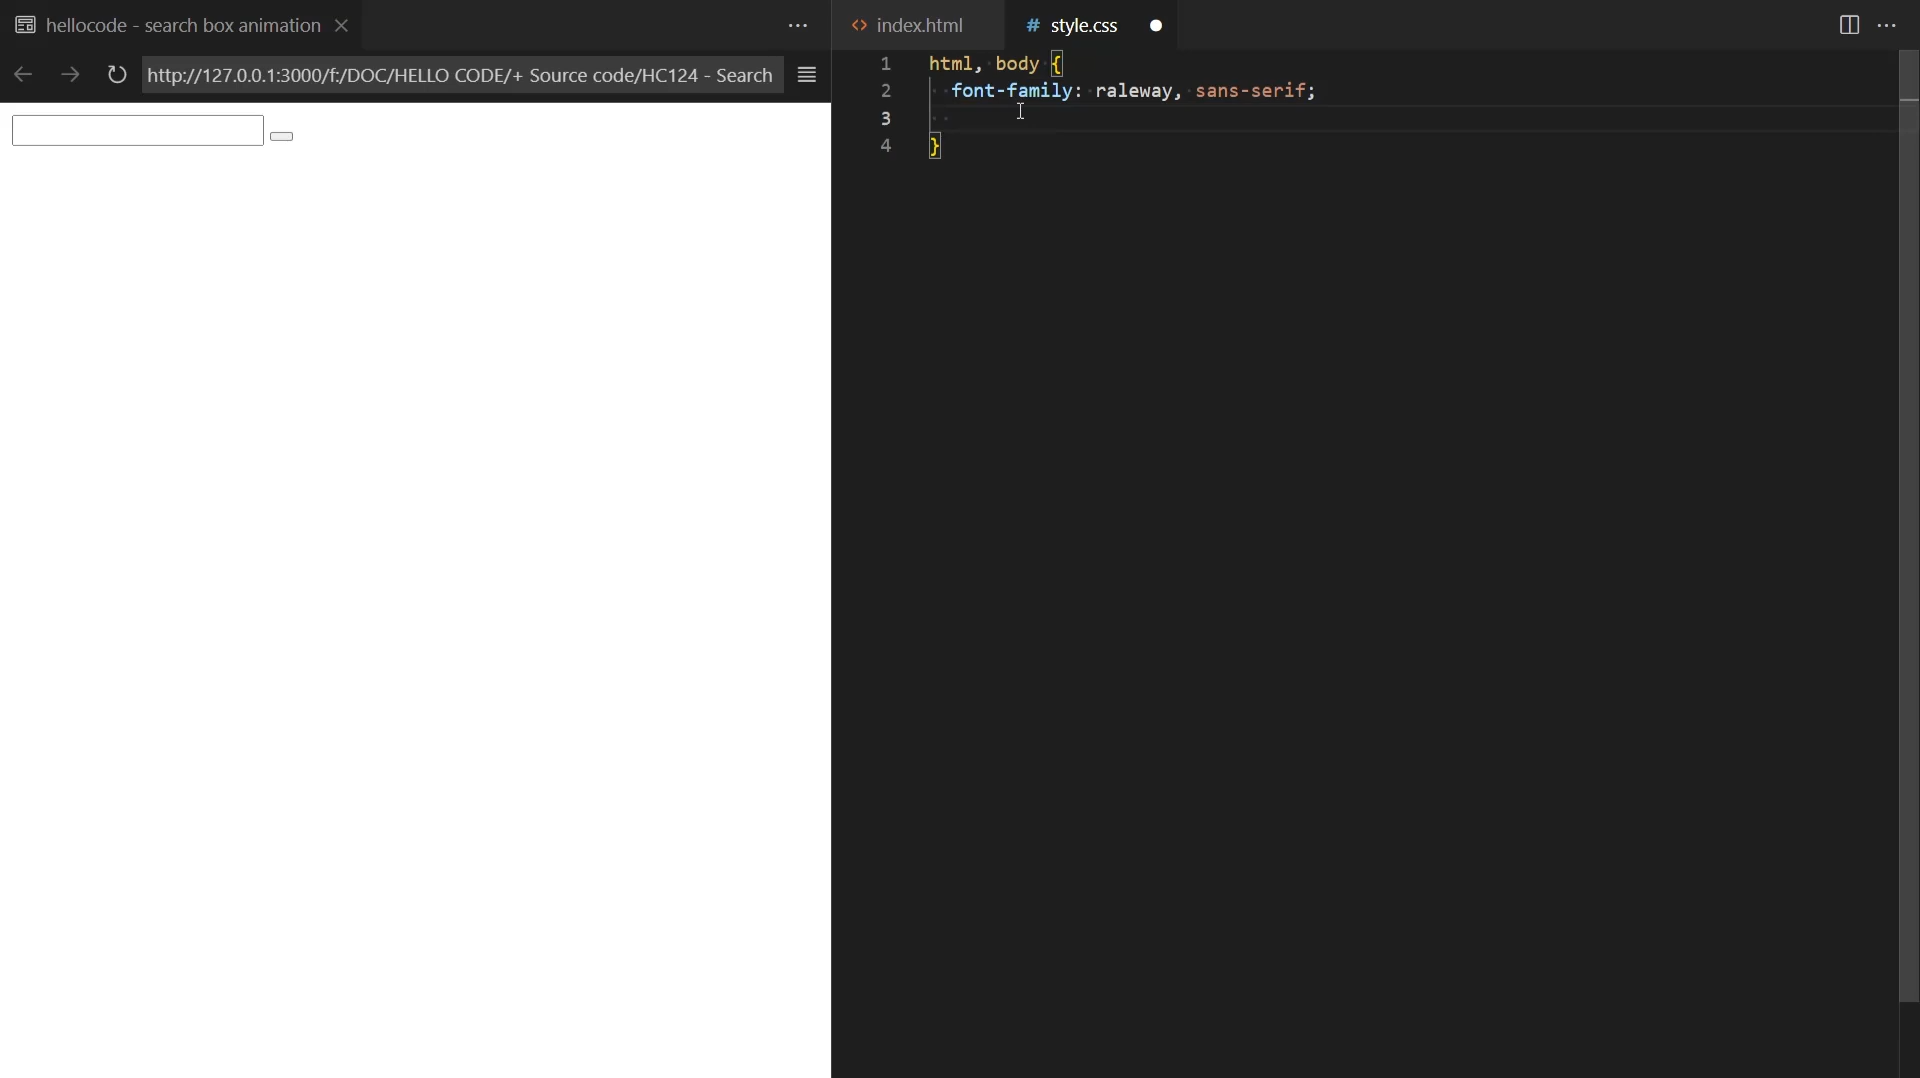 hellocode - search box animation
http://127.0.0.1:3000/f:/DOC/HELLO CODE/+ Source code/HC124 - Search
index.html
# style.css
1 html, body {
2 font-family: raleway, sans-serif;
3
4 }